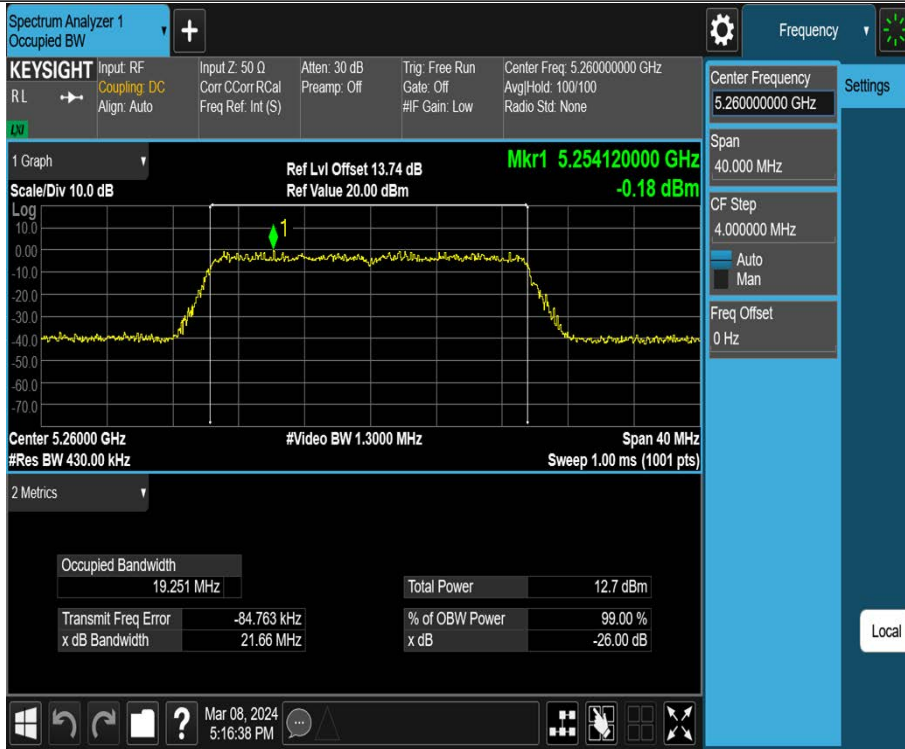 Spectrum Analyzer 1
Occupied BW
+
Frequency
KEYSIGHT
RL
LXI
Input: RF
Coupling: DC
Align: Auto
Input Z: 50 Ω
Corr CCorr RCal
Freq Ref: Int (S)
Atten: 30 dB
Preamp: Off
Trig: Free Run
Gate: Off
#IF Gain: Low
Center Freq: 5.260000000 GHz
Avg|Hold: 100/100
Radio Std: None
Center Frequency
5.260000000 GHz
Settings
Span
40.000 MHz
CF Step
4.000000 MHz
Auto
Man
Freq Offset
0 Hz
Local
1 Graph
Scale/Div 10.0 dB
Ref Lvl Offset 13.74 dB
Ref Value 20.00 dBm
Mkr1 5.254120000 GHz
-0.18 dBm
Log
1
10.0
0.00
-10.0
-20.0
-30.0
-40.0
-50.0
-60.0
-70.0
Center 5.26000 GHz
#Video BW 1.3000 MHz
Span 40 MHz
#Res BW 430.00 kHz
Sweep 1.00 ms (1001 pts)
2 Metrics
Occupied Bandwidth
19.251 MHz
Total Power 12.7 dBm
Transmit Freq Error -84.763 kHz
% of OBW Power 99.00 %
x dB Bandwidth 21.66 MHz
x dB -26.00 dB
?
Mar 08, 2024
5:16:38 PM